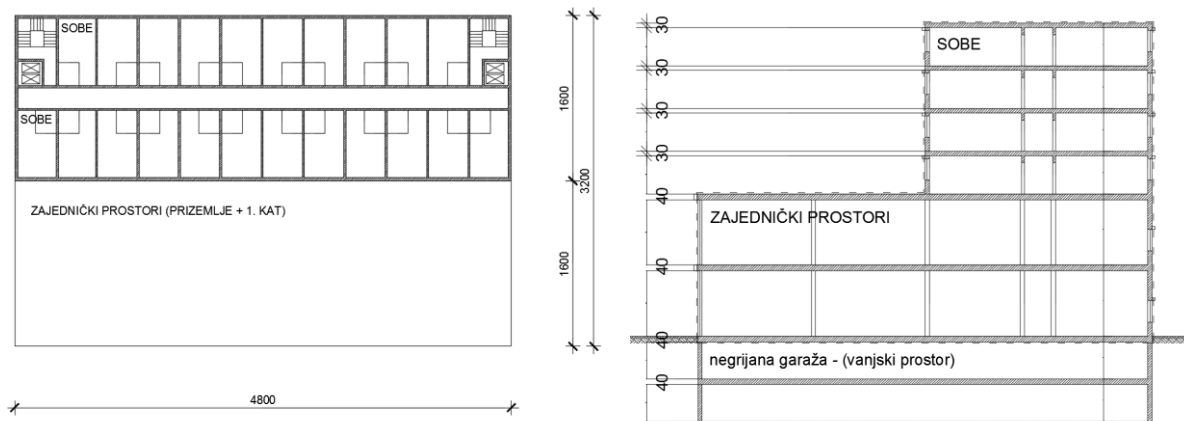 SOBE
SOBE
ZAJEDNIČKI PROSTORI (PRIZEMLJE + 1. KAT)
4800
1600
1600
3200
30
30
30
30
40
40
40
40
SOBE
ZAJEDNIČKI PROSTORI
negrijana garaža - (vanjski prostor)